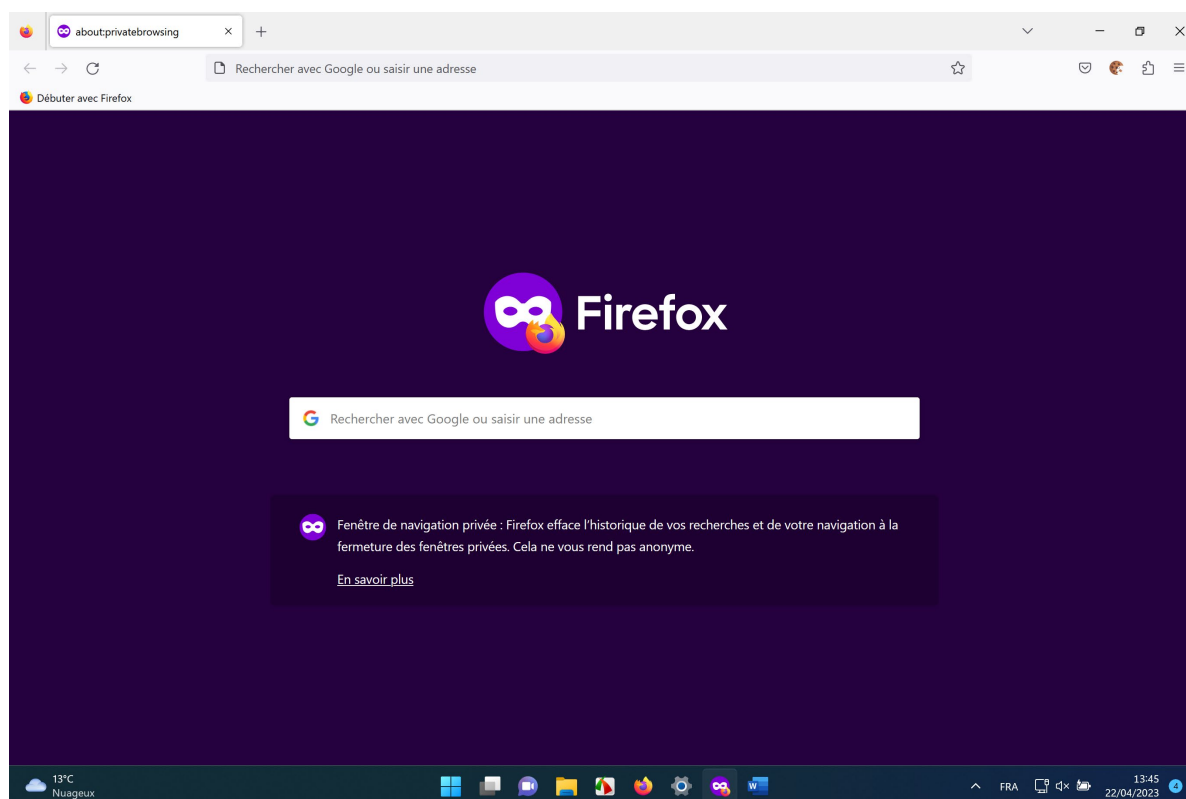 about:privatebrowsing
Rechercher avec Google ou saisir une adresse
Débuter avec Firefox
Firefox
Rechercher avec Google ou saisir une adresse
Fenêtre de navigation privée : Firefox efface l’historique de vos recherches et de votre navigation à la
fermeture des fenêtres privées. Cela ne vous rend pas anonyme.
En savoir plus
13°C
Nuageux
W
FRA
13:45
22/04/2023
4